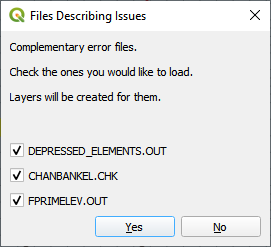 Files Describing Issues
Complementary error files.
Check the ones you would like to load.
Layers will be created for them.
DEPRESSED_ELEMENTS.OUT
CHANBANKEL.CHK
FPRIMELEV.OUT
Yes No